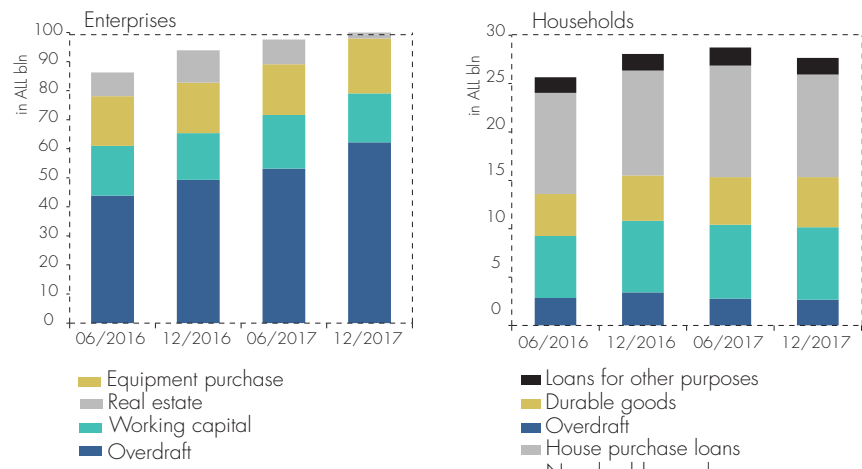 Enterprises
in ALL bln
100
90
80
70
60
50
40
30
20
10
0
06/2016 12/2016 06/2017 12/2017
Equipment purchase
Real estate
Working capital
Overdraft
Households
in ALL bln
30
25
20
15
10
5
0
06/2016 12/2016 06/2017 12/2017
Loans for other purposes
Durable goods
Overdraft
House purchase loans